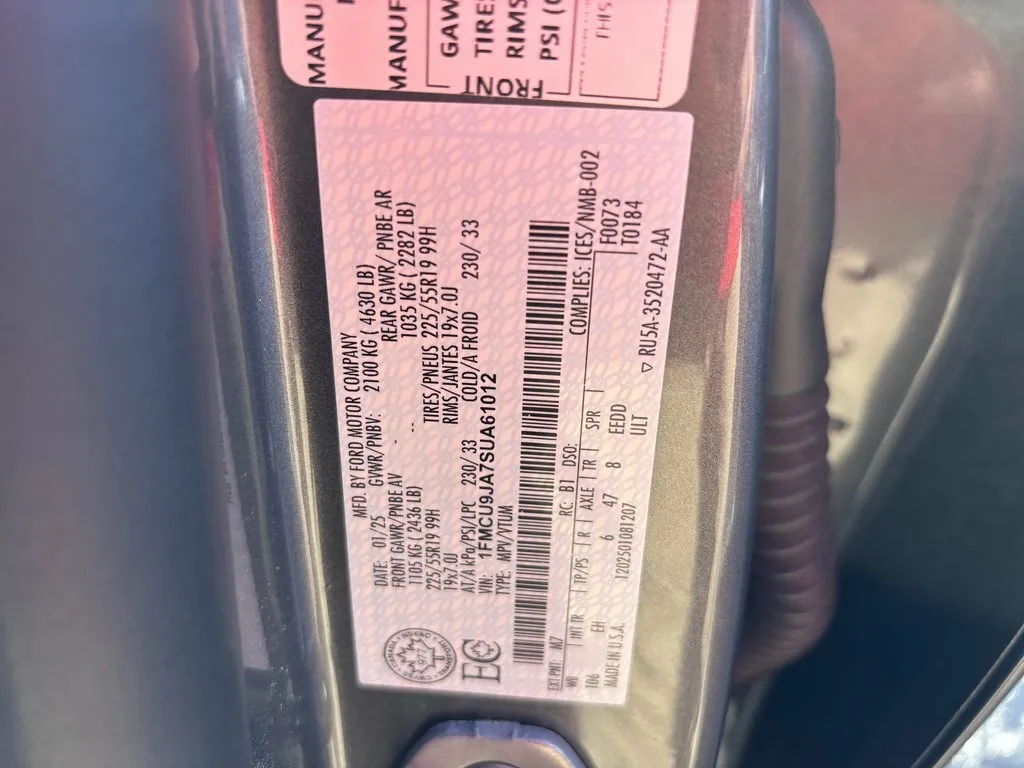 MANU
MANUF
FRONT
GAW
TIRES
RIMS
PSI (
MFD. BY FORD MOTOR COMPANY
DATE: 01/25 GVWR/PNBV: 2100 KG ( 4630 LB)
FRONT GAWR/PNBE AV REAR GAWR/ PNBE AR
1105 KG ( 2436 LB) -- 1035 KG ( 2282 LB)
225/55R19 99H TIRES/PNEUS 225/55R19 99H
19x7.0J RIMS/JANTES 19x7.0J
AT/A kPa/PSI/LPC 230/ 33 COLD/A FROID 230/ 33
VIN: 1FMCU9JA7SUA61012
TYPE: MPV/TUM
COMPLIES: ICES/NMB-002
EXT PNT: M7 RC: B1 DSO: F0073
WB | INT TR | TP/PS | R | AXLE | TR | SPR | T0184
106 EH 6 47 8 EEDD
MADE IN U.S.A. 1202501081207 ULT
▽ RU5A-3520472-AA
EC
CANADA
NSVAC